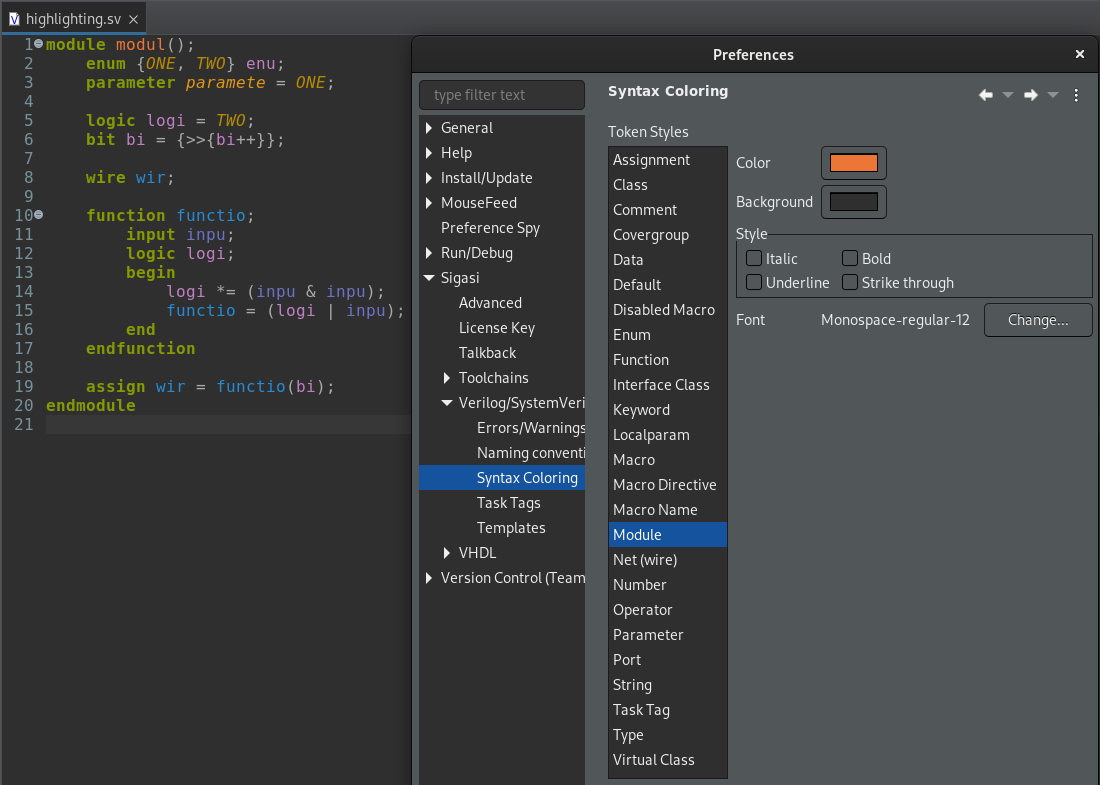 highlighting.sv
1 module modul();
2 enum {ONE, TWO} enu;
3 parameter paramete = ONE;
4
5 logic logi = TWO;
6 bit bi = {>>{bi++}};
7
8 wire wir;
9
10 function functio;
11 input inpu;
12 logic logi;
13 begin
14 logi *= (inpu & inpu);
15 functio = (logi | inpu);
16 end
17 endfunction
18
19 assign wir = functio(bi);
20 endmodule
21
Preferences
type filter text
General
Help
Install/Update
MouseFeed
Preference Spy
Run/Debug
Sigasi
Advanced
License Key
Talkback
Toolchains
Verilog/SystemVeri
Errors/Warnings
Naming conventi
Syntax Coloring
Task Tags
Templates
VHDL
Version Control (Team
Syntax Coloring
Token Styles
Assignment
Class
Comment
Covergroup
Data
Default
Disabled Macro
Enum
Function
Interface Class
Keyword
Localparam
Macro
Macro Directive
Macro Name
Module
Net (wire)
Number
Operator
Parameter
Port
String
Task Tag
Type
Virtual Class
Color
Background
Style
Italic Bold
Underline Strike through
Font Monospace-regular-12 Change...